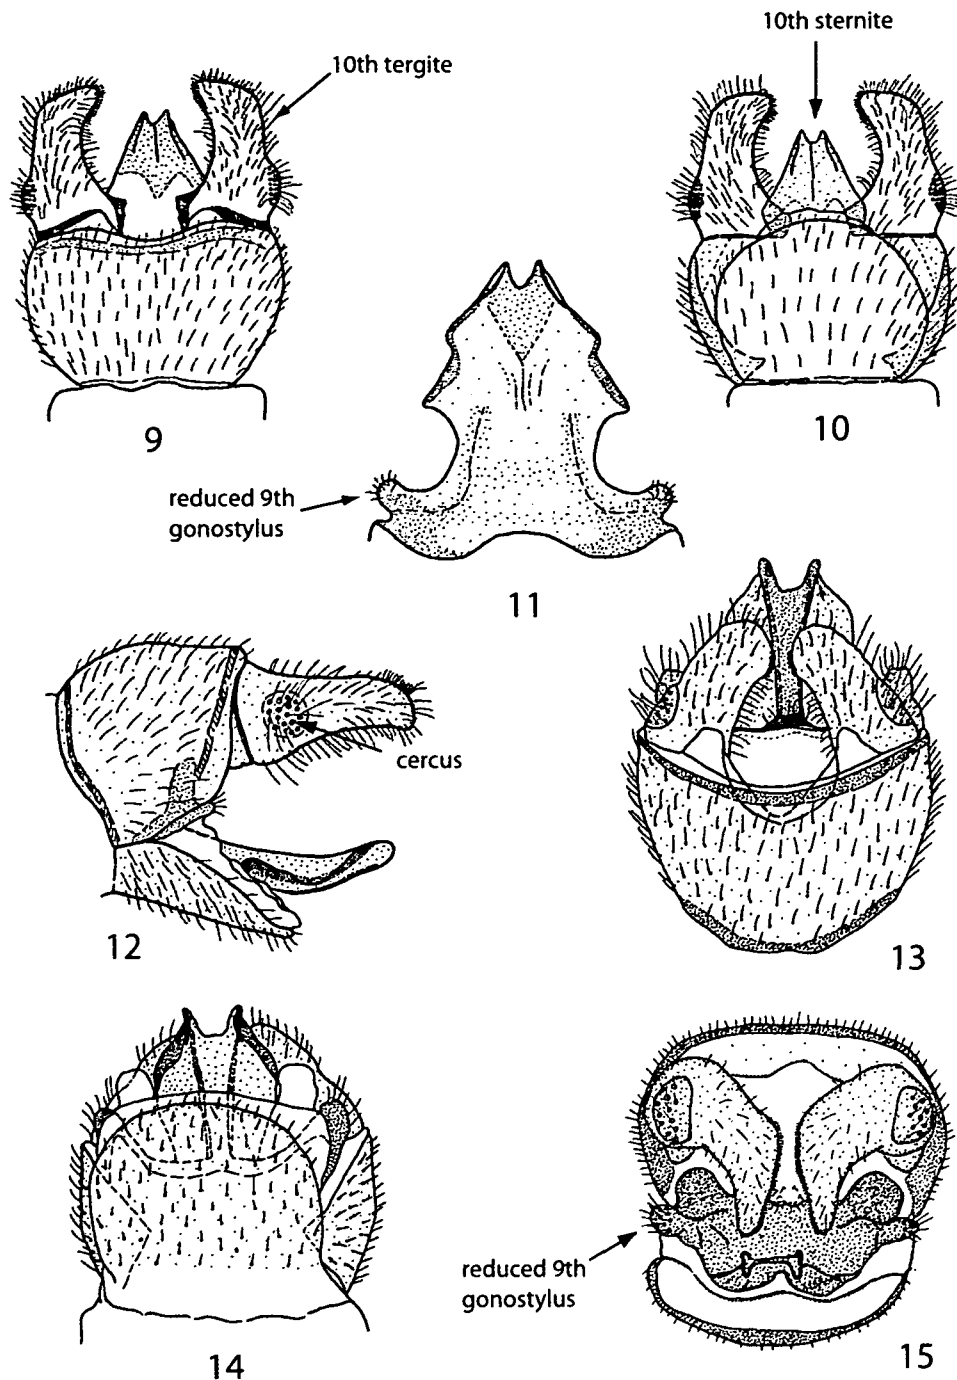 10th sternite
10th tergite
9
10
reduced 9th
gonostylus
11
cercus
12
13
reduced 9th
gonostylus
14
15